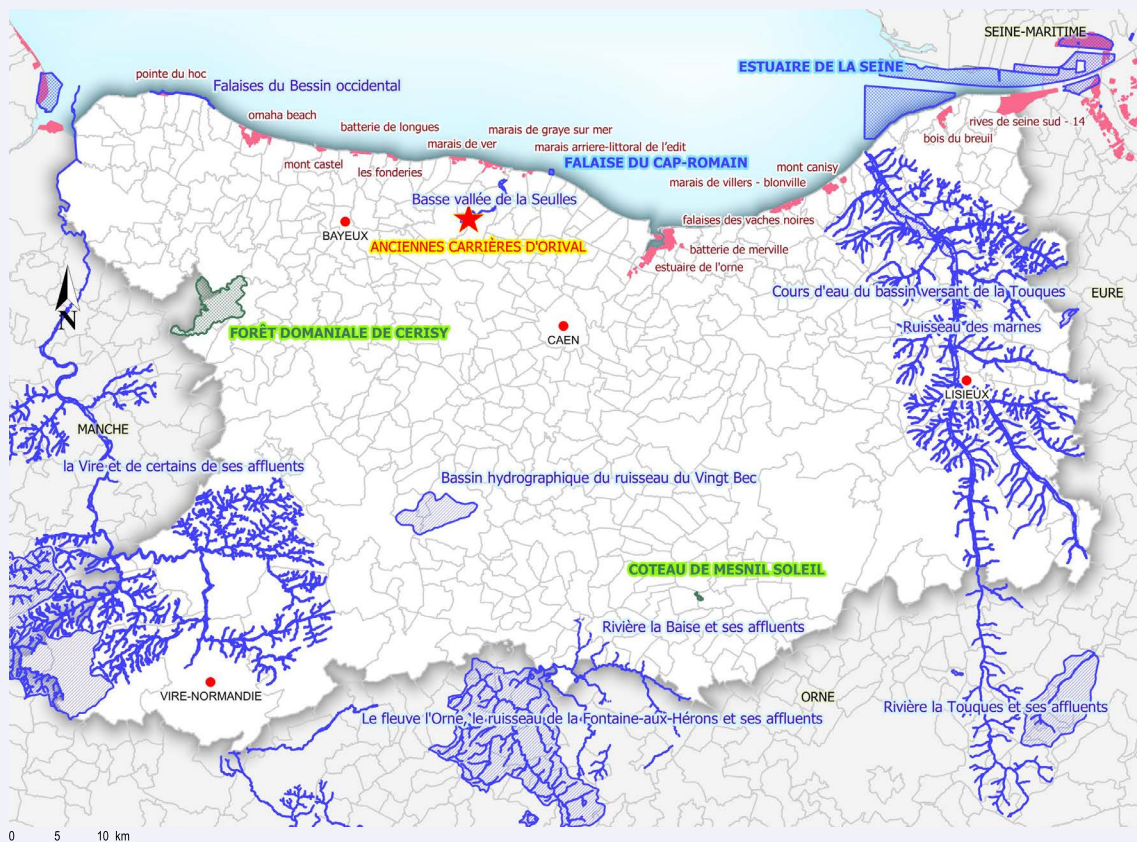 SEINE-MARITIME
ESTUAIRE DE LA SEINE
pointe du hoc
Falaises du Bessin occidental
omaha beach
batterie de longues
marais de graye sur mer
rives de seine sud - 14
bois du breuil
marais de ver
marais arriere-littoral de l'edit
mont castel
FALAISE DU CAP-ROMAIN
mont canisy
les fonderies
marais de villers - blonville
Basse vallée de la Seulles
falaises des vaches noires
BAYEUX
ANCIENNES CARRIÈRES D'ORIVAL
batterie de merville
estuaire de l'orne
Cours d'eau du bassin versant de la Touques
EURE
N
FORÊT DOMANIALE DE CERISY
CAEN
Ruisseau des marnes
LISIEUX
MANCHE
la Vire et de certains de ses affluents
Bassin hydrographique du ruisseau du Vingt Bec
COTEAU DE MESNIL SOLEIL
Rivière la Baise et ses affluents
VIRE-NORMANDIE
ORNE
Rivière la Touques et ses affluents
Le fleuve l'Orne, le ruisseau de la Fontaine-aux-Hérons et ses affluents
0 5 10 km